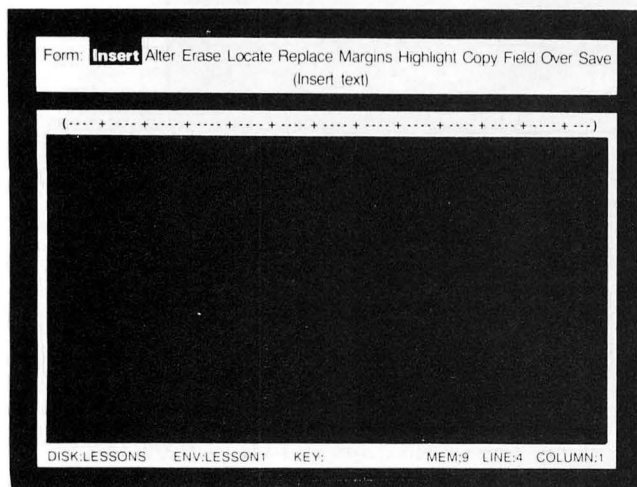 Form: Insert Alter Erase Locate Replace Margins Highlight Copy Field Over Save
(Insert text)
(---- + ---- + ---- + ---- + ---- + ---- + ---- + ---- + ---- + ---- + ---- + ---- + ---)
DISK:LESSONS ENV:LESSON1 KEY: MEM:9 LINE:4 COLUMN:1